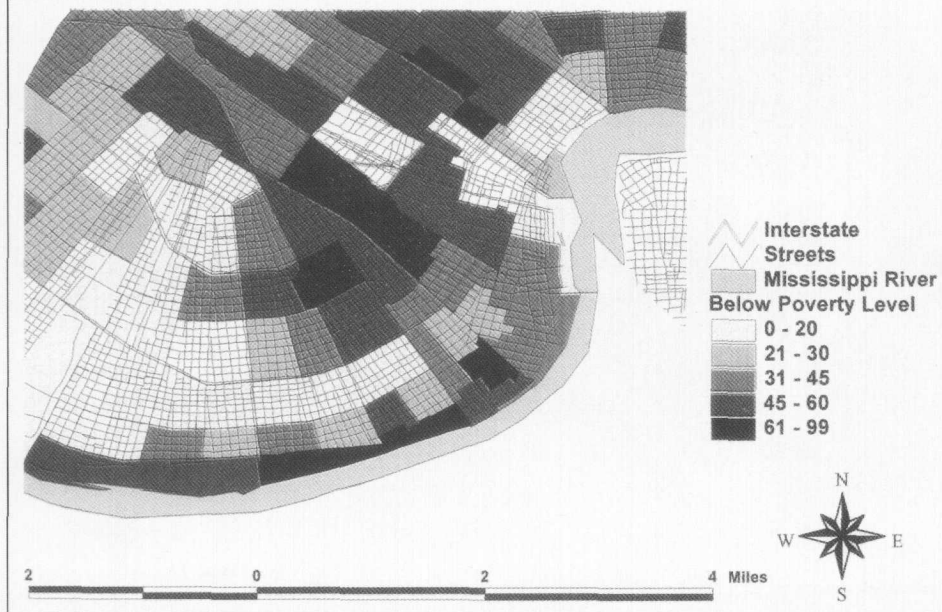 Interstate
Streets
Mississippi River
Below Poverty Level
0 - 20
21 - 30
31 - 45
45 - 60
61 - 99
N
W E
S
2 0 2 4 Miles